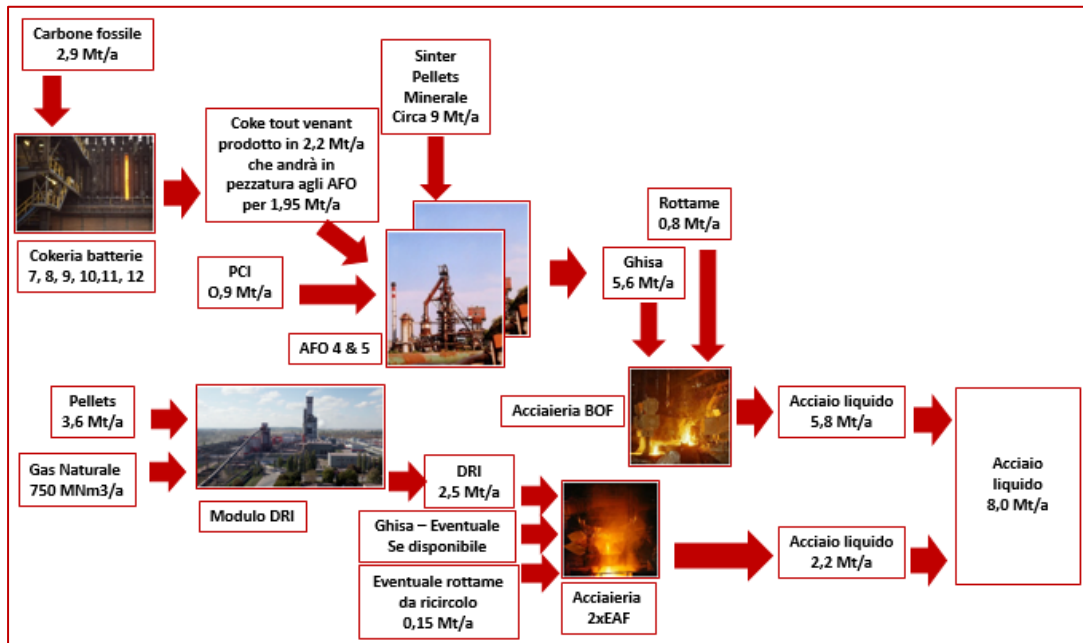 Carbone fossile
2,9 Mt/a
Sinter
Pellets
Minerale
Circa 9 Mt/a
Coke tout venant
prodotto in 2,2 Mt/a
che andrà in
pezzatura agli AFO
per 1,95 Mt/a
Rottame
0,8 Mt/a
Cokeria batterie
7, 8, 9, 10,11, 12
PCI
O,9 Mt/a
Ghisa
5,6 Mt/a
AFO 4 & 5
Pellets
3,6 Mt/a
Acciaieria BOF
Acciaio liquido
5,8 Mt/a
Gas Naturale
750 MNm3/a
Modulo DRI
DRI
2,5 Mt/a
Ghisa – Eventuale
Se disponibile
Eventuale rottame
da ricircolo
0,15 Mt/a
Acciaieria
2xEAF
Acciaio liquido
2,2 Mt/a
Acciaio
liquido
8,0 Mt/a